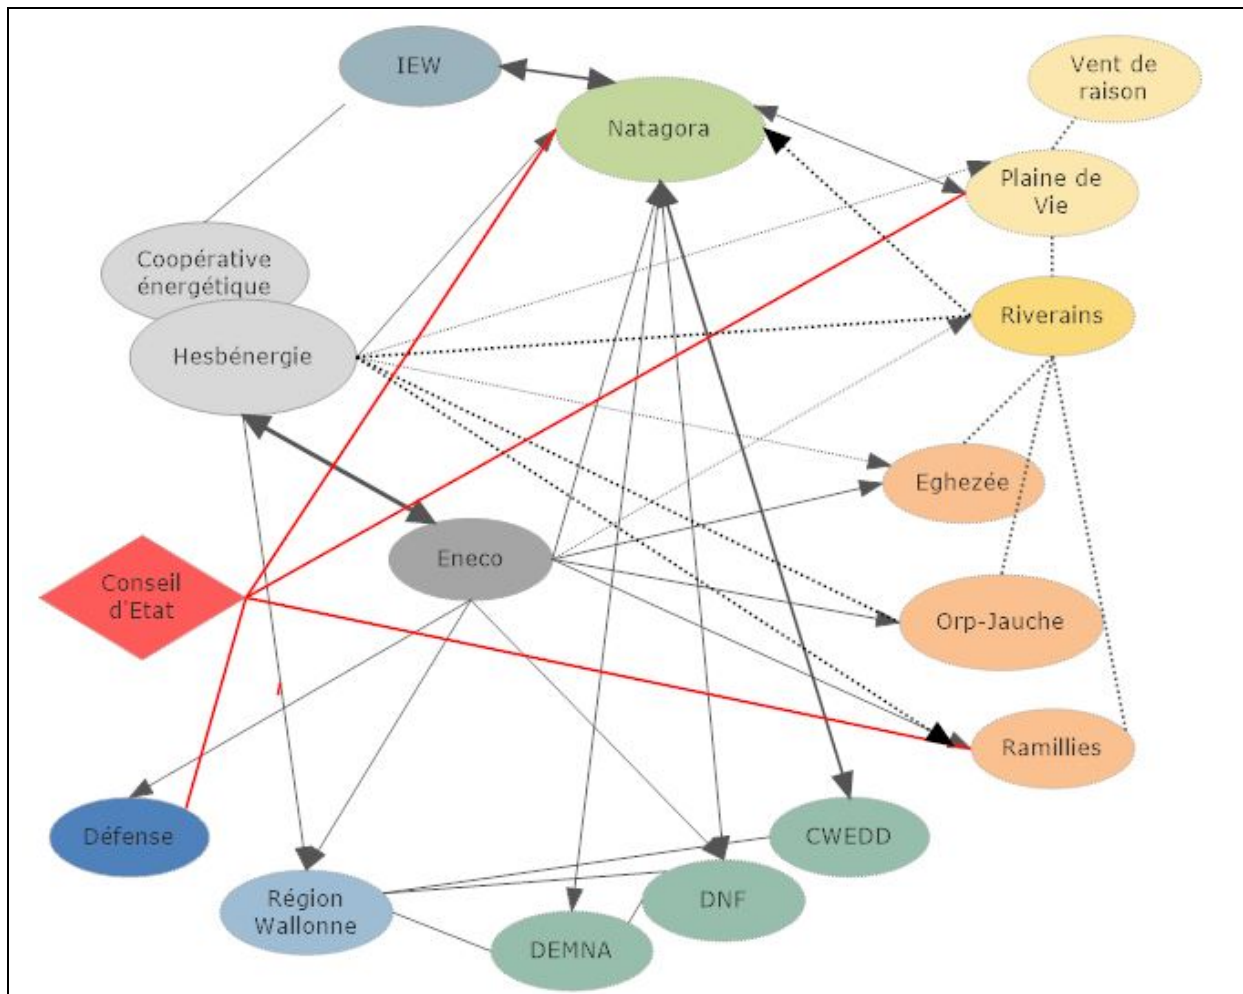 IEW
Natagora
Vent de
raison
Plaine de
Vie
Coopérative
énergétique
Hesbénergie
Riverains
Eghezée
Eneco
Conseil
d'Etat
Orp-Jauche
Ramillies
Défense
CWEDD
Région
Wallonne
DNF
DEMNA